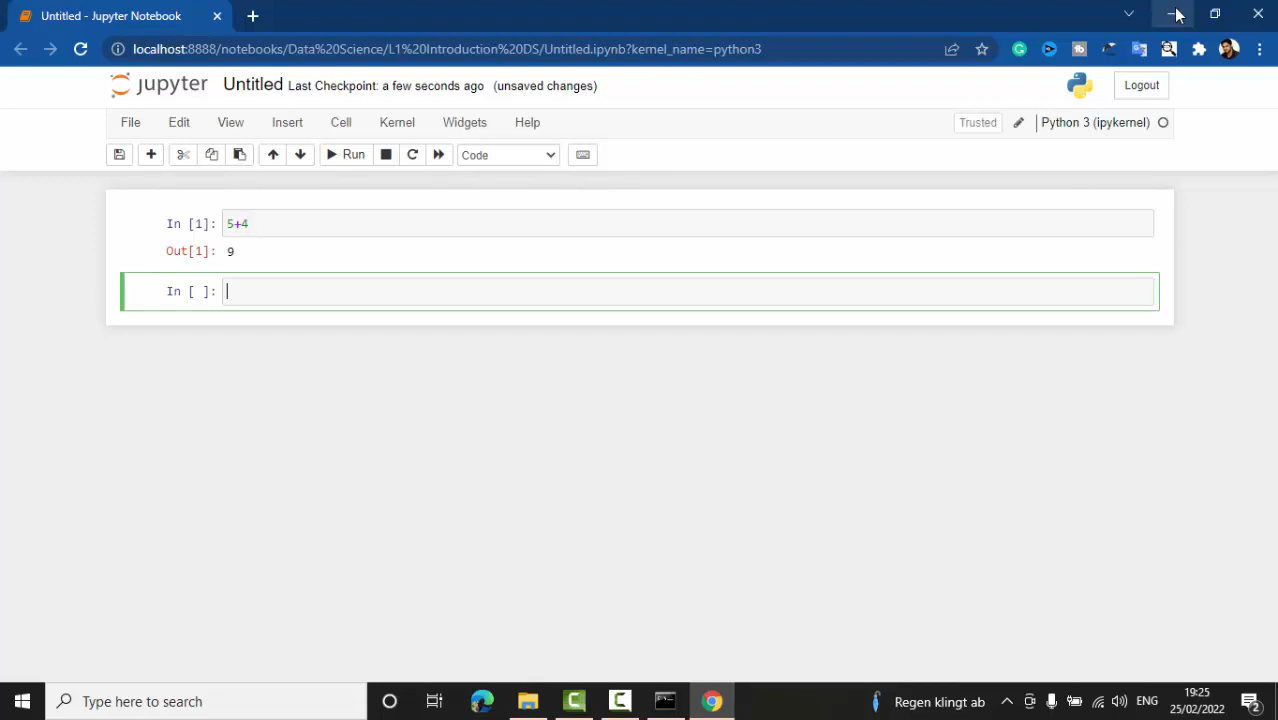 Untitled - Jupyter Notebook
localhost:8888/notebooks/Data%20Science/L1%20Introduction%20DS/Untitled.ipynb?kernel_name=python3
jupyter Untitled Last Checkpoint: a few seconds ago (unsaved changes) Logout
File Edit View Insert Cell Kernel Widgets Help Trusted Python 3 (ipykernel)
Run Code
In [1]: 5+4
Out[1]: 9
In [ ]:
Type here to search Regen klingt ab ENG 19:25
25/02/2022 2